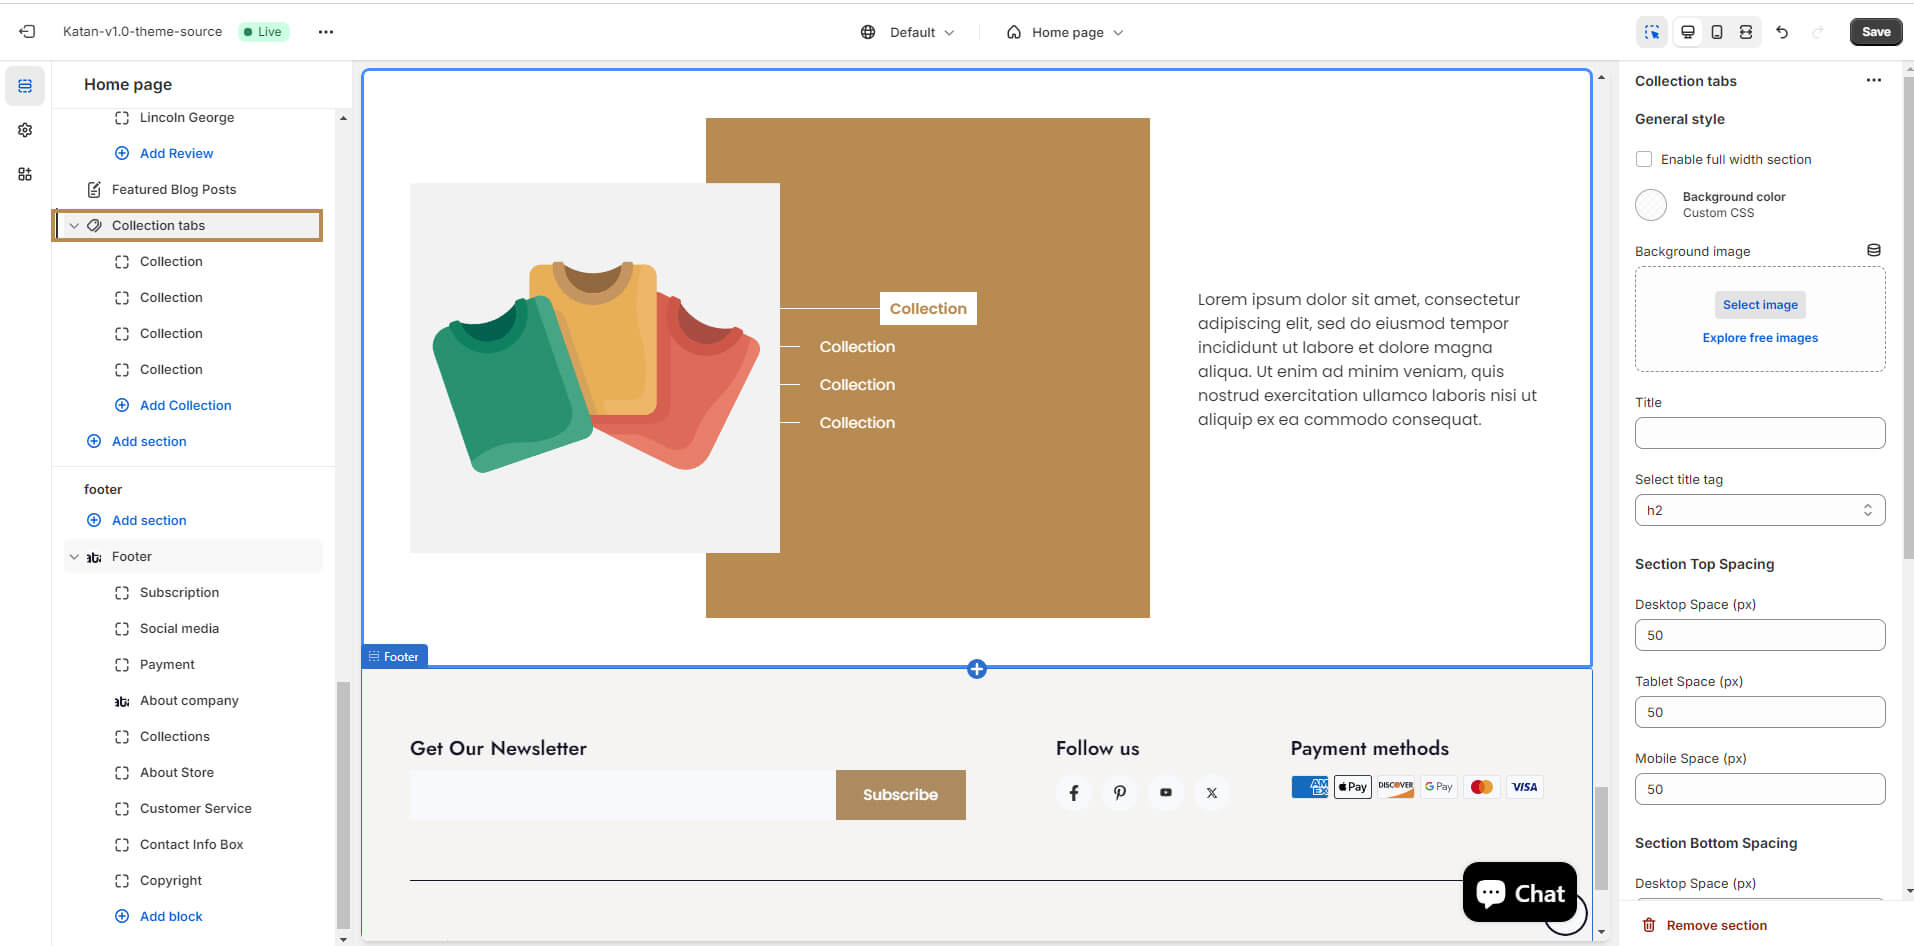 Katan-v1.0-theme-source
Live
Default
Home page
Save
Home page
Lincoln George
Add Review
Featured Blog Posts
Collection tabs
Collection
Collection
Collection
Collection
Add Collection
Add section
footer
Add section
Footer
Subscription
Social media
Payment
About company
Collections
About Store
Customer Service
Contact Info Box
Copyright
Add block
Collection
Collection
Collection
Collection
Lorem ipsum dolor sit amet, consectetur
adipiscing elit, sed do eiusmod tempor
incididunt ut labore et dolore magna
aliqua. Ut enim ad minim veniam, quis
nostrud exercitation ullamco laboris nisi ut
aliquip ex ea commodo consequat.
Footer
Get Our Newsletter
Subscribe
Follow us
Payment methods
AM
EX
Pay
DISCOVER
G Pay
VISA
Chat
Collection tabs
General style
Enable full width section
Background color
Custom CSS
Background image
Select image
Explore free images
Title
Select title tag
h2
Section Top Spacing
Desktop Space (px)
50
Tablet Space (px)
50
Mobile Space (px)
50
Section Bottom Spacing
Desktop Space (px)
Remove section